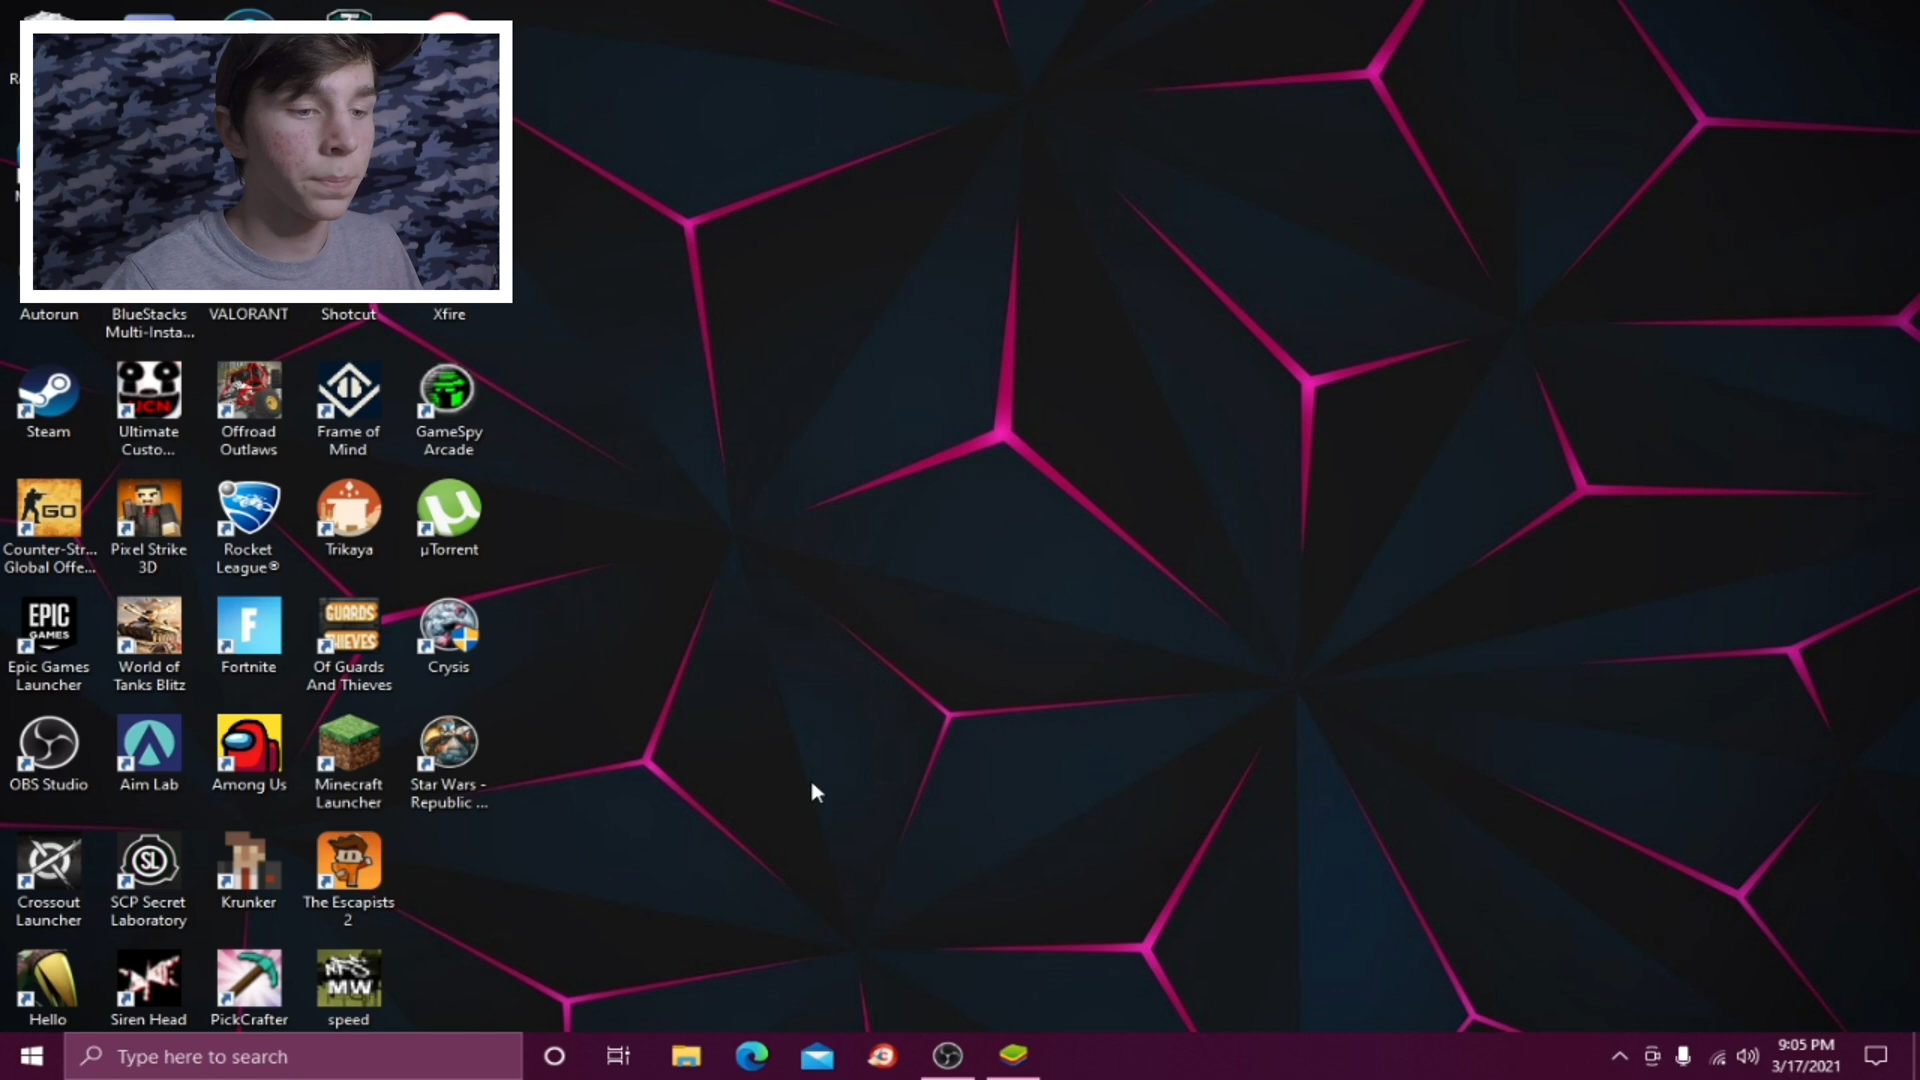 Autorun
BlueStacks
Multi-Insta...
VALORANT
Shotcut
Xfire
Steam
Ultimate
Custo...
Offroad
Outlaws
Frame of
Mind
GameSpy
Arcade
GO
Counter-Str...
Global Offe...
Pixel Strike
3D
Rocket
League®
Trikaya
µTorrent
EPIC
GAMES
Epic Games
Launcher
World of
Tanks Blitz
F
Fortnite
GUARDS
THIEVES
Of Guards
And Thieves
Crysis
OBS Studio
Aim Lab
Among Us
Minecraft
Launcher
Star Wars -
Republic ...
Crossout
Launcher
SL
SCP Secret
Laboratory
Krunker
The Escapists
2
Hello
Siren Head
PickCrafter
NFS
MW
speed
Type here to search
9:05 PM
3/17/2021